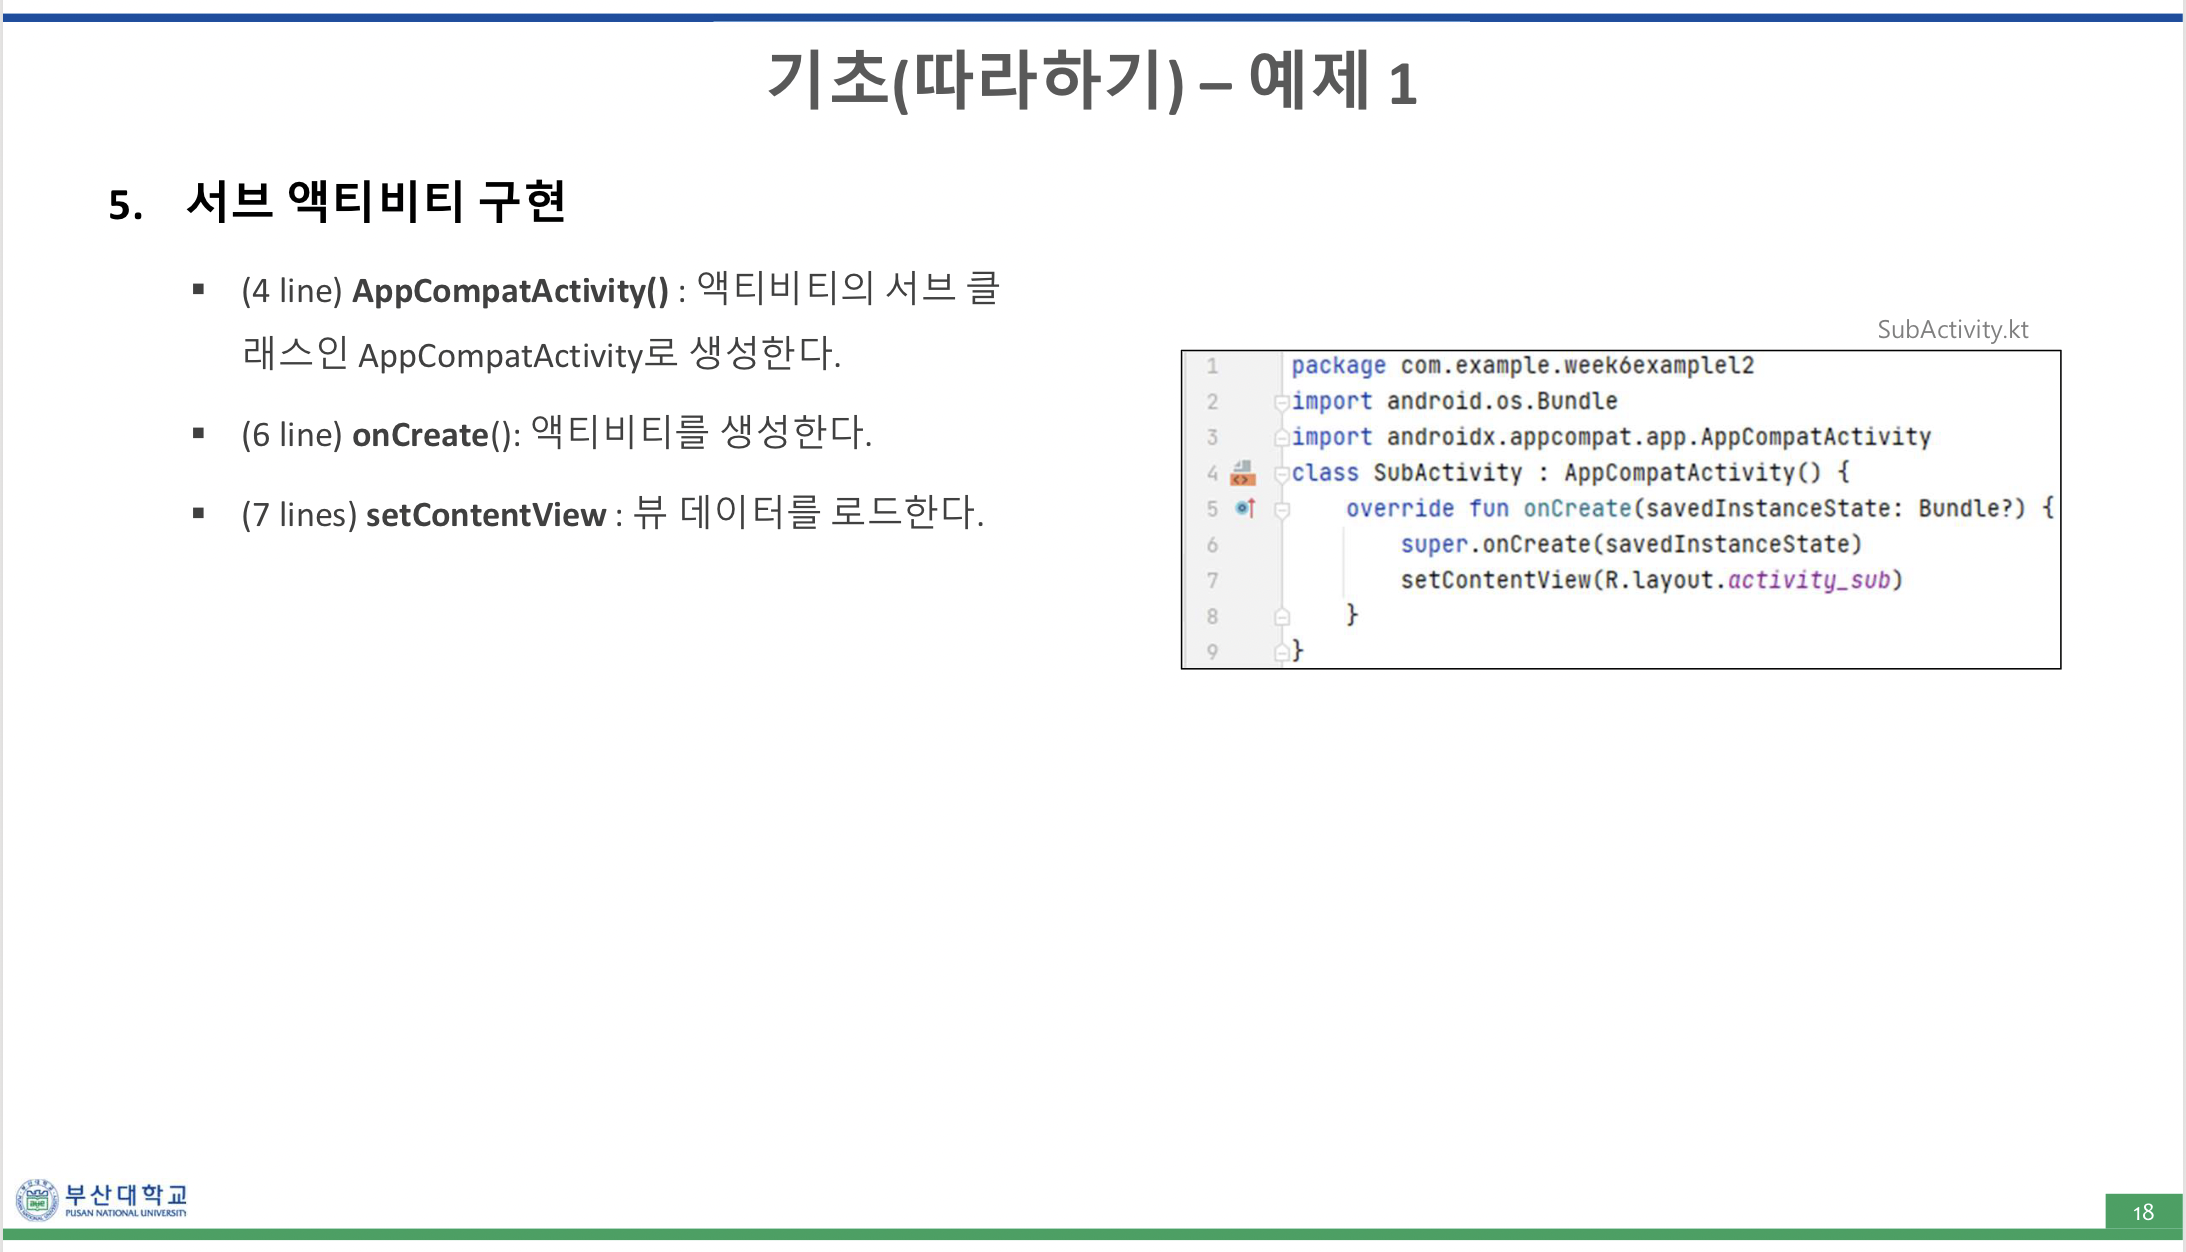 기초(따라하기) – 예제 1
5. 서브 액티비티 구현
▪ (4 line) AppCompatActivity() : 액티비티의 서브 클
래스인 AppCompatActivity로 생성한다.
▪ (6 line) onCreate(): 액티비티를 생성한다.
▪ (7 lines) setContentView : 뷰 데이터를 로드한다.
SubActivity.kt
1 package com.example.week6examplel2
2 import android.os.Bundle
3 import androidx.appcompat.app.AppCompatActivity
4 class SubActivity : AppCompatActivity() {
5 override fun onCreate(savedInstanceState: Bundle?) {
6 super.onCreate(savedInstanceState)
7 setContentView(R.layout.activity_sub)
8 }
9 }
부산대학교
PUSAN NATIONAL UNIVERSITY
18